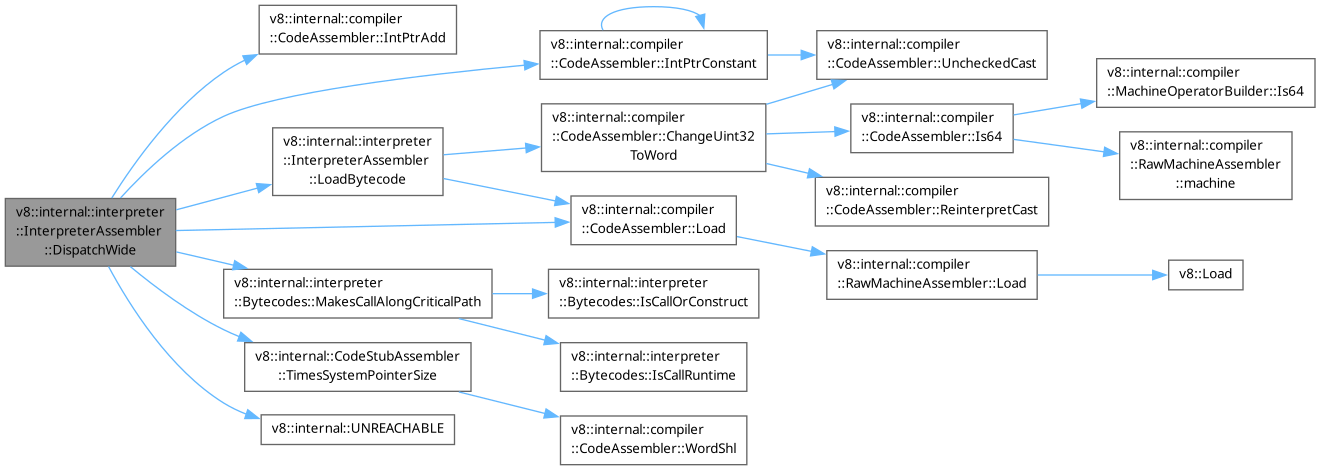 v8::internal::interpreter
::InterpreterAssembler
::DispatchWide
v8::internal::compiler
::CodeAssembler::IntPtrAdd
v8::internal::compiler
::CodeAssembler::IntPtrConstant
v8::internal::compiler
::CodeAssembler::UncheckedCast
v8::internal::interpreter
::InterpreterAssembler
::LoadBytecode
v8::internal::compiler
::CodeAssembler::ChangeUint32
ToWord
v8::internal::compiler
::CodeAssembler::Is64
v8::internal::compiler
::MachineOperatorBuilder::Is64
v8::internal::compiler
::RawMachineAssembler
::machine
v8::internal::compiler
::CodeAssembler::ReinterpretCast
v8::internal::compiler
::CodeAssembler::Load
v8::internal::compiler
::RawMachineAssembler::Load
v8::Load
v8::internal::interpreter
::Bytecodes::MakesCallAlongCriticalPath
v8::internal::interpreter
::Bytecodes::IsCallOrConstruct
v8::internal::interpreter
::Bytecodes::IsCallRuntime
v8::internal::CodeStubAssembler
::TimesSystemPointerSize
v8::internal::compiler
::CodeAssembler::WordShl
v8::internal::UNREACHABLE